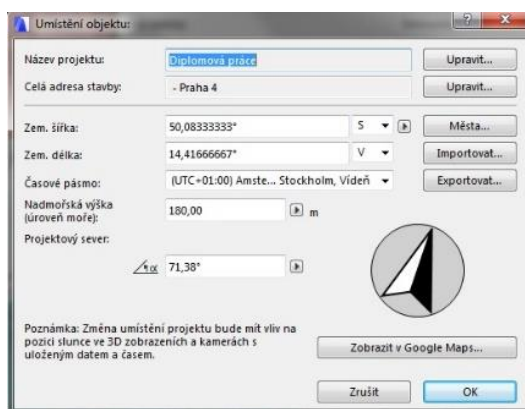 Umístění objektu:
Název projektu: Diplomová práce Upravit...
Celá adresa stavby: - Praha 4 Upravit...
Zem. šířka: 50,08333333° S Města...
Zem. délka: 14,41666667° V Importovat...
Časové pásmo: (UTC+01:00) Amste... Stockholm, Vídeň Exportovat...
Nadmořská výška
(úroveň moře): 180,00 m
Projektový sever:
71,38°
Poznámka: Změna umístění projektu bude mít vliv na
pozici slunce ve 3D zobrazeních a kamerách s
uloženým datem a časem.
Zobrazit v Google Maps...
Zrušit OK